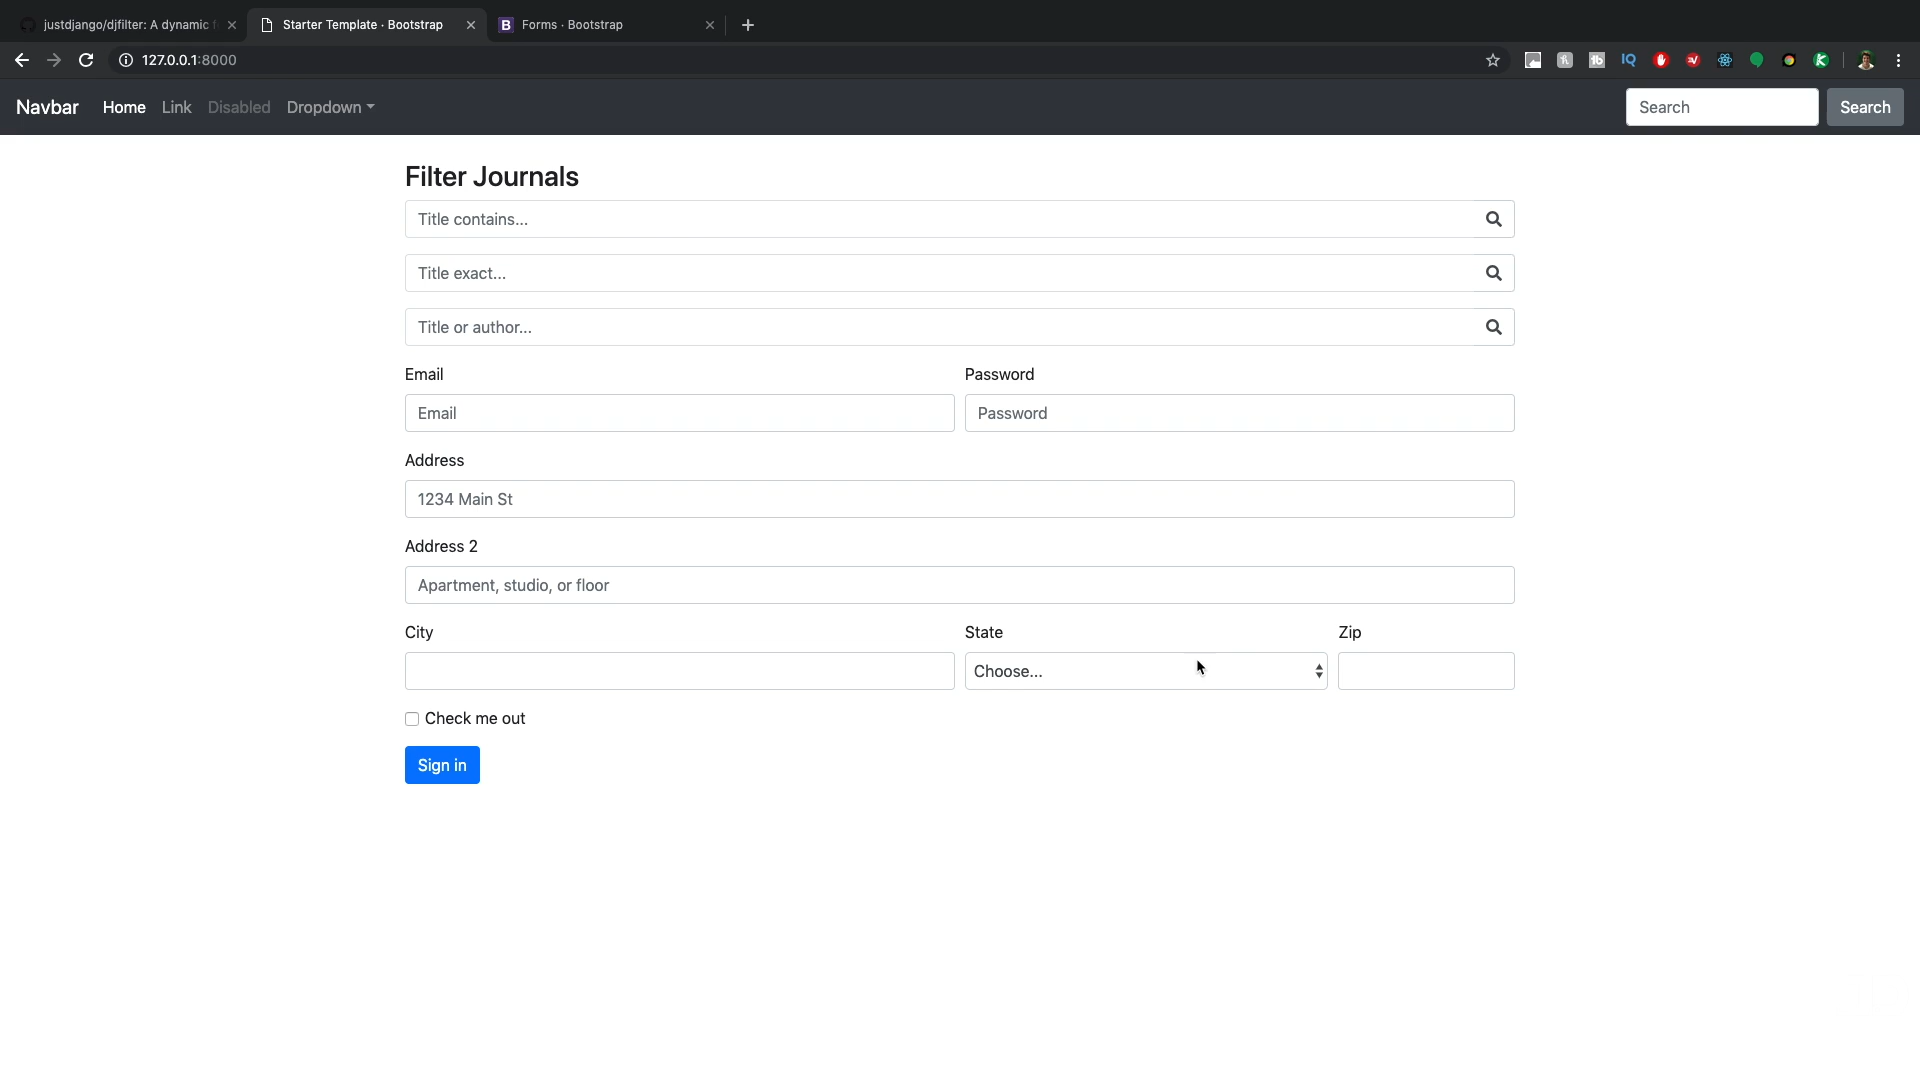 justdjango/djfilter: A dynamic
Starter Template · Bootstrap
Forms · Bootstrap
127.0.0.1:8000
Navbar Home Link Disabled Dropdown
Search Search
Filter Journals
Title contains...
Title exact...
Title or author...
Email Password
Email Password
Address
1234 Main St
Address 2
Apartment, studio, or floor
City State Zip
Choose...
Check me out
Sign in